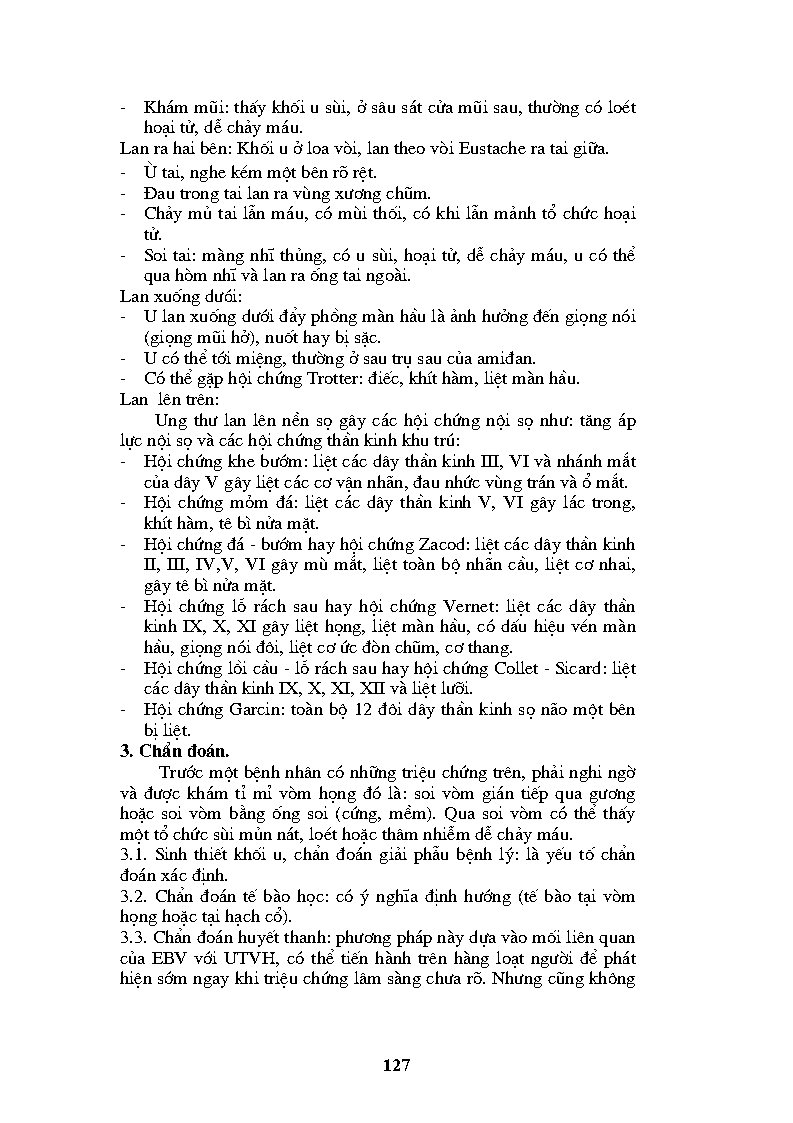 - Khám mũi: thấy khối u sùi, ở sâu sát cửa mũi sau, thường có loét
hoại tử, dễ chảy máu.
Lan ra hai bên: Khối u ở loa vòi, lan theo vòi Eustache ra tai giữa.
- Ù tai, nghe kém một bên rõ rệt.
- Đau trong tai lan ra vùng xương chũm.
- Chảy mủ tai lẫn máu, có mùi thối, có khi lẫn mảnh tổ chức hoại
tử.
- Soi tai: màng nhĩ thủng, có u sùi, hoại tử, dễ chảy máu, u có thể
qua hòm nhĩ và lan ra ống tai ngoài.
Lan xuống dưới:
- U lan xuống dưới đẩy phồng màn hầu là ảnh hưởng đến giọng nói
(giọng mũi hở), nuốt hay bị sặc.
- U có thể tới miệng, thường ở sau trụ sau của amiđan.
- Có thể gặp hội chứng Trotter: điếc, khít hàm, liệt màn hầu.
Lan lên trên:
Ung thư lan lên nền sọ gây các hội chứng nội sọ như: tăng áp
lực nội sọ và các hội chứng thần kinh khu trú:
- Hội chứng khe bướm: liệt các dây thần kinh III, VI và nhánh mắt
của dây V gây liệt các cơ vận nhãn, đau nhức vùng trán và ổ mắt.
- Hội chứng mỏm đá: liệt các dây thần kinh V, VI gây lác trong,
khít hàm, tê bì nửa mặt.
- Hội chứng đá - bướm hay hội chứng Zacod: liệt các dây thần kinh
II, III, IV,V, VI gây mù mắt, liệt toàn bộ nhãn cầu, liệt cơ nhai,
gây tê bì nửa mặt.
- Hội chứng lỗ rách sau hay hội chứng Vernet: liệt các dây thần
kinh IX, X, XI gây liệt họng, liệt màn hầu, có dấu hiệu vén màn
hầu, giọng nói đôi, liệt cơ ức đòn chũm, cơ thang.
- Hội chứng lồi cầu - lỗ rách sau hay hội chứng Collet - Sicard: liệt
các dây thần kinh IX, X, XI, XII và liệt lưỡi.
- Hội chứng Garcin: toàn bộ 12 đôi dây thần kinh sọ não một bên
bị liệt.
3. Chẩn đoán.
Trước một bệnh nhân có những triệu chứng trên, phải nghi ngờ
và được khám tỉ mỉ vòm họng đó là: soi vòm gián tiếp qua gương
hoặc soi vòm bằng ống soi (cứng, mềm). Qua soi vòm có thể thấy
một tổ chức sùi mủn nát, loét hoặc thâm nhiễm dễ chảy máu.
3.1. Sinh thiết khối u, chẩn đoán giải phẫu bệnh lý: là yếu tố chẩn
đoán xác định.
3.2. Chẩn đoán tế bào học: có ý nghĩa định hướng (tế bào tại vòm
họng hoặc tại hạch cổ).
3.3. Chẩn đoán huyết thanh: phương pháp này dựa vào mối liên quan
của EBV với UTVH, có thể tiến hành trên hàng loạt người để phát
hiện sớm ngay khi triệu chứng lâm sàng chưa rõ. Nhưng cũng không
127